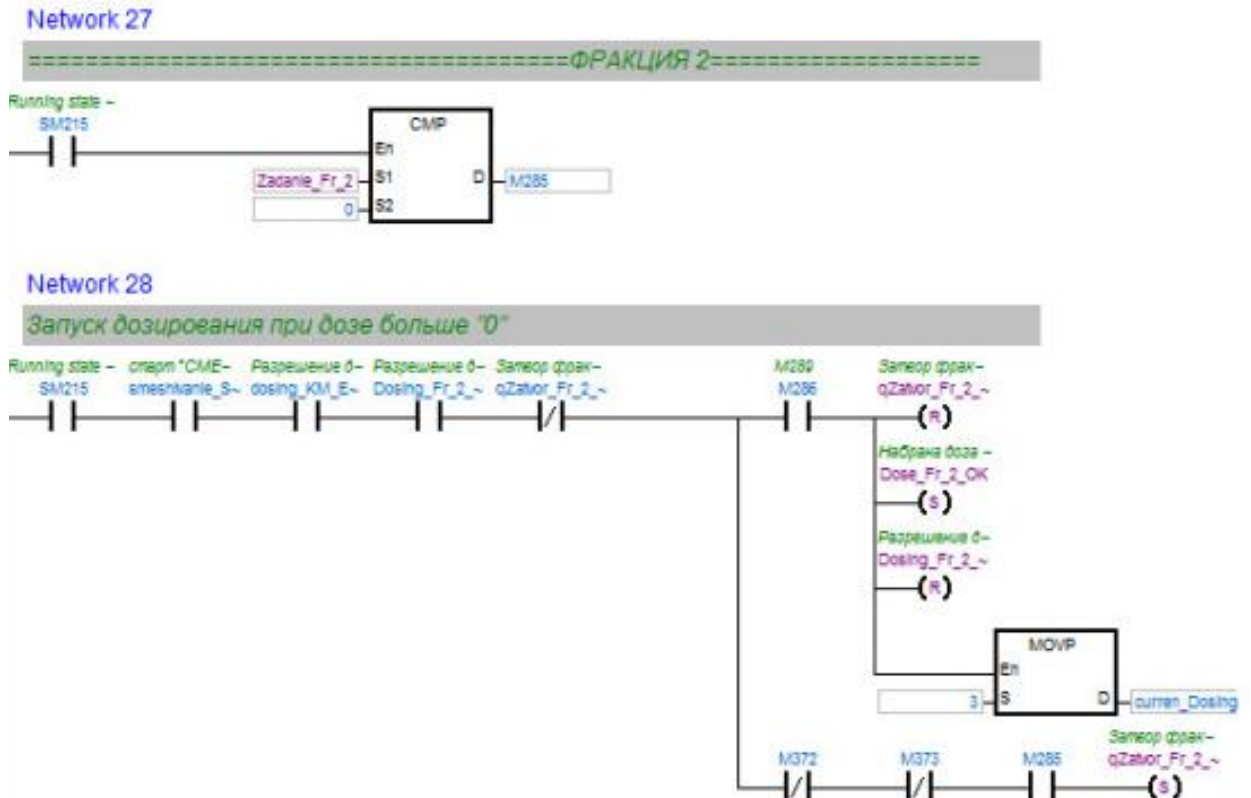 Network 27
=======================================ФРАКЦИЯ 2===================
Running state ~
SM215
CMP
En
Zadanie_Fr_2
S1
D
M285
0
S2
Network 28
Запуск дозирования при дозе больше "0"
Running state ~ старт "СМЕ~ Разрешение д~ Разрешение д~ Затвор фрак~ M289 Затвор фрак~
SM215 smeshivanie_S~ dosing_KM_E~ Dosing_Fr_2_~ qZatvor_Fr_2_~ M286 qZatvor_Fr_2_~
R
Набрана доза ~
Dose_Fr_2_OK
S
Разрешение д~
Dosing_Fr_2_~
R
MOVP
En
3
S
D
curren_Dosing
Затвор фрак~
M372 M373 M285 qZatvor_Fr_2_~
S